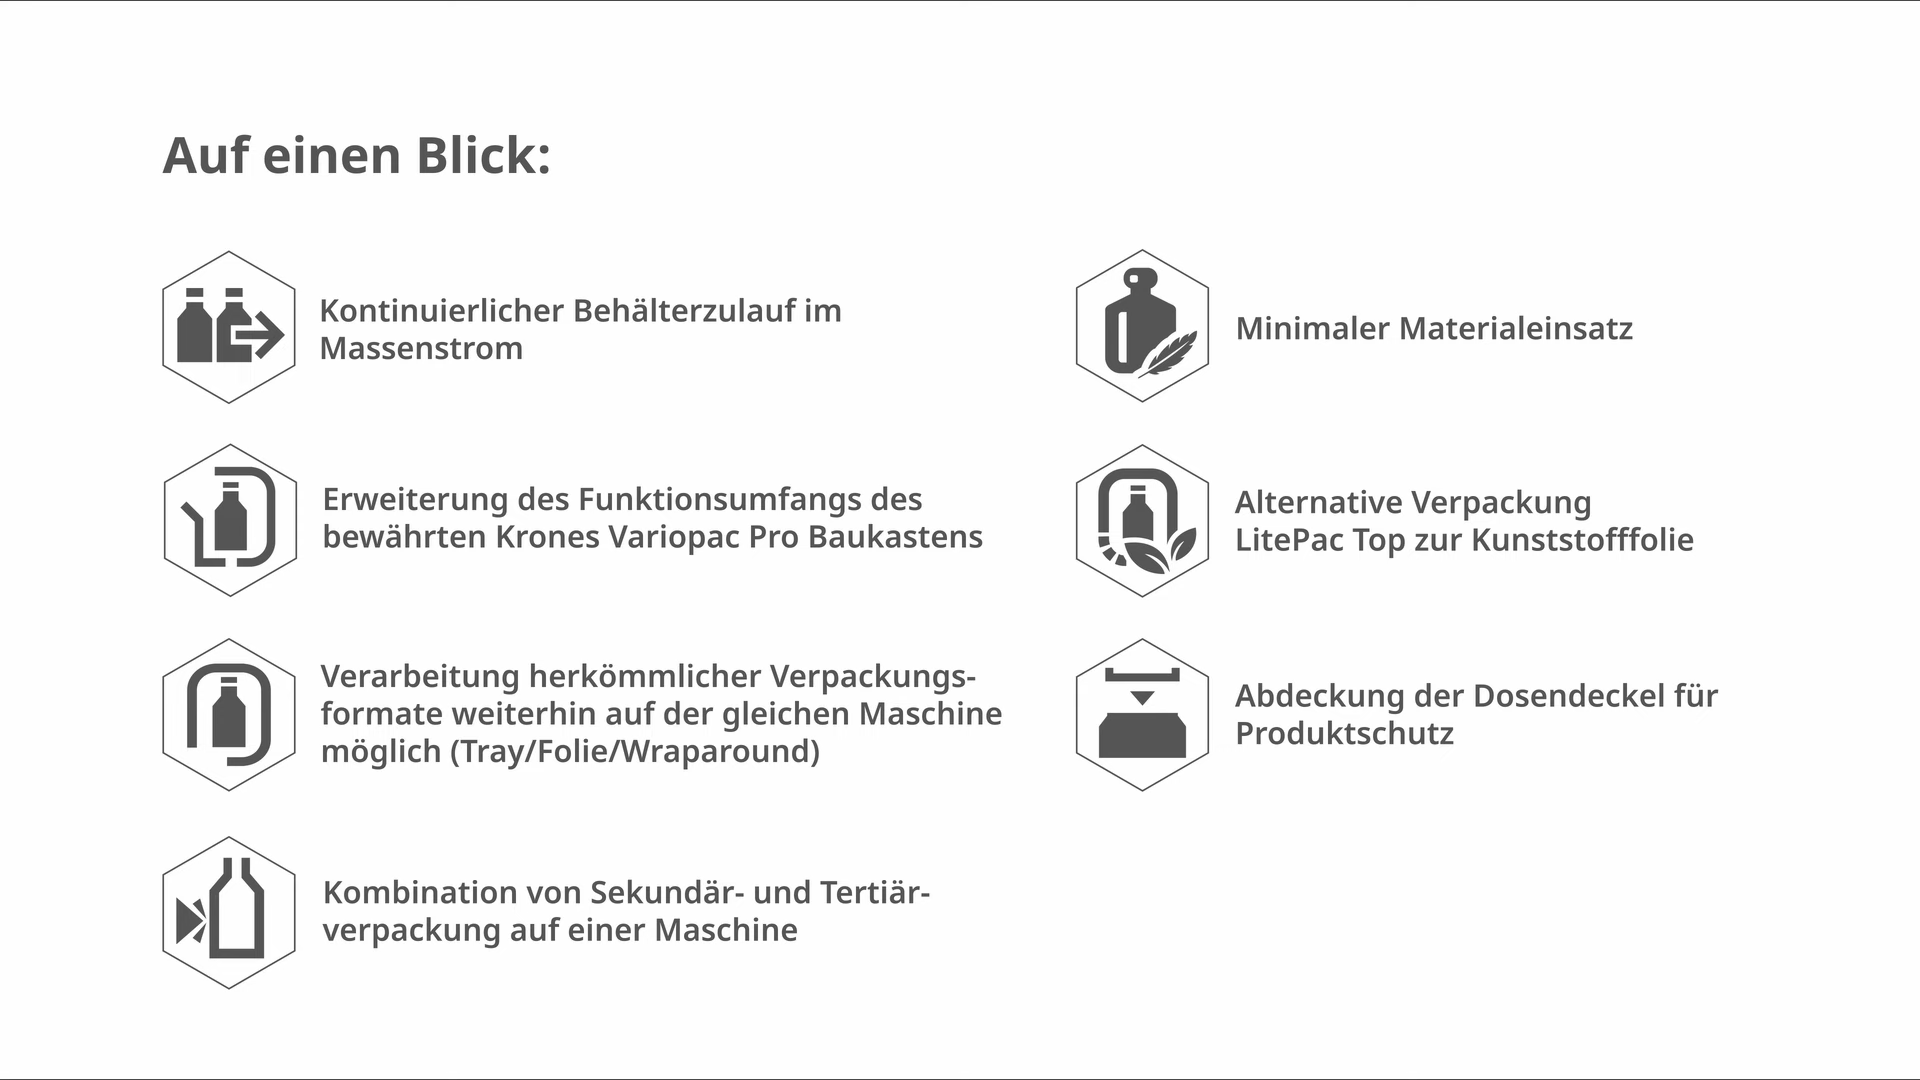 Auf einen Blick:
Kontinuierlicher Behälterzulauf im
Massenstrom
Erweiterung des Funktionsumfangs des
bewährten Krones Variopac Pro Baukastens
Verarbeitung herkömmlicher Verpackungs-
formate weiterhin auf der gleichen Maschine
möglich (Tray/Folie/Wraparound)
Kombination von Sekundär- und Tertiär-
verpackung auf einer Maschine
Minimaler Materialeinsatz
Alternative Verpackung
LitePac Top zur Kunststofffolie
Abdeckung der Dosendeckel für
Produktschutz